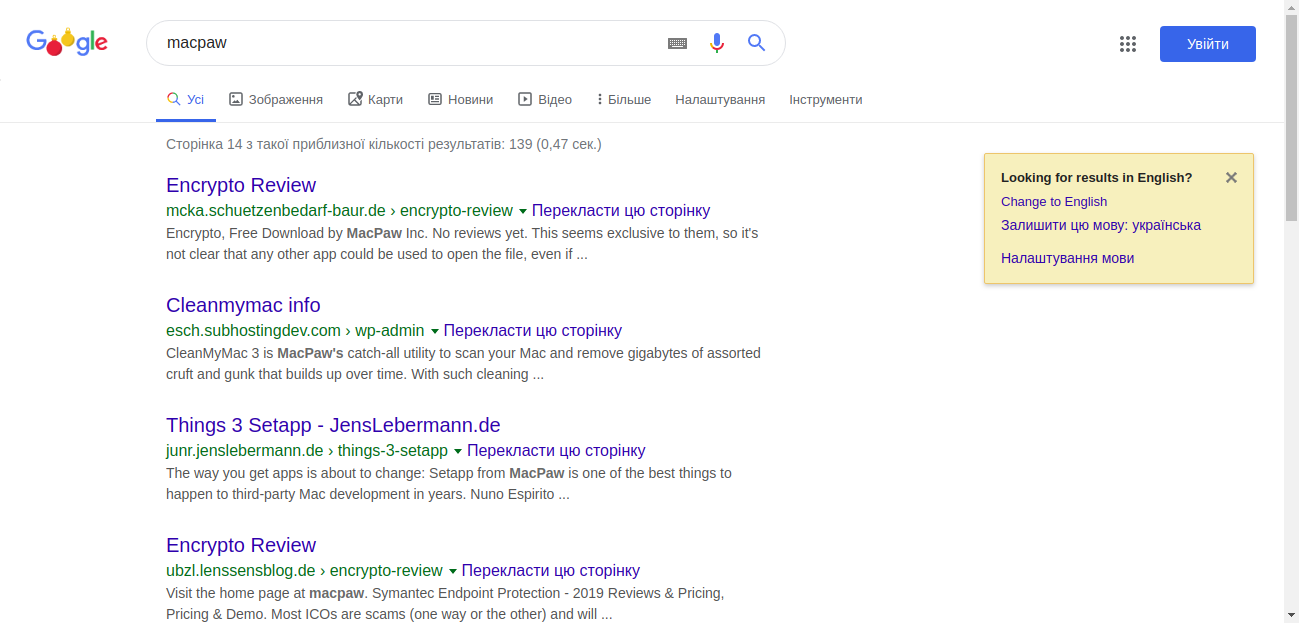 Google
macpaw
Увійти
Усі Зображення Карти Новини Відео Більше Налаштування Інструменти
Сторінка 14 з такої приблизної кількості результатів: 139 (0,47 сек.)
Encrypto Review
mcka.schuetzenbedarf-baur.de › encrypto-review Перекласти цю сторінку
Encrypto, Free Download by MacPaw Inc. No reviews yet. This seems exclusive to them, so it's
not clear that any other app could be used to open the file, even if ...
Cleanmymac info
esch.subhostingdev.com › wp-admin Перекласти цю сторінку
CleanMyMac 3 is MacPaw's catch-all utility to scan your Mac and remove gigabytes of assorted
cruft and gunk that builds up over time. With such cleaning ...
Things 3 Setapp - JensLebermann.de
junr.jenslebermann.de › things-3-setapp Перекласти цю сторінку
The way you get apps is about to change: Setapp from MacPaw is one of the best things to
happen to third-party Mac development in years. Nuno Espirito ...
Encrypto Review
ubzl.lenssensblog.de › encrypto-review Перекласти цю сторінку
Visit the home page at macpaw. Symantec Endpoint Protection - 2019 Reviews & Pricing,
Pricing & Demo. Most ICOs are scams (one way or the other) and will ...
Looking for results in English?
Change to English
Залишити цю мову: українська
Налаштування мови